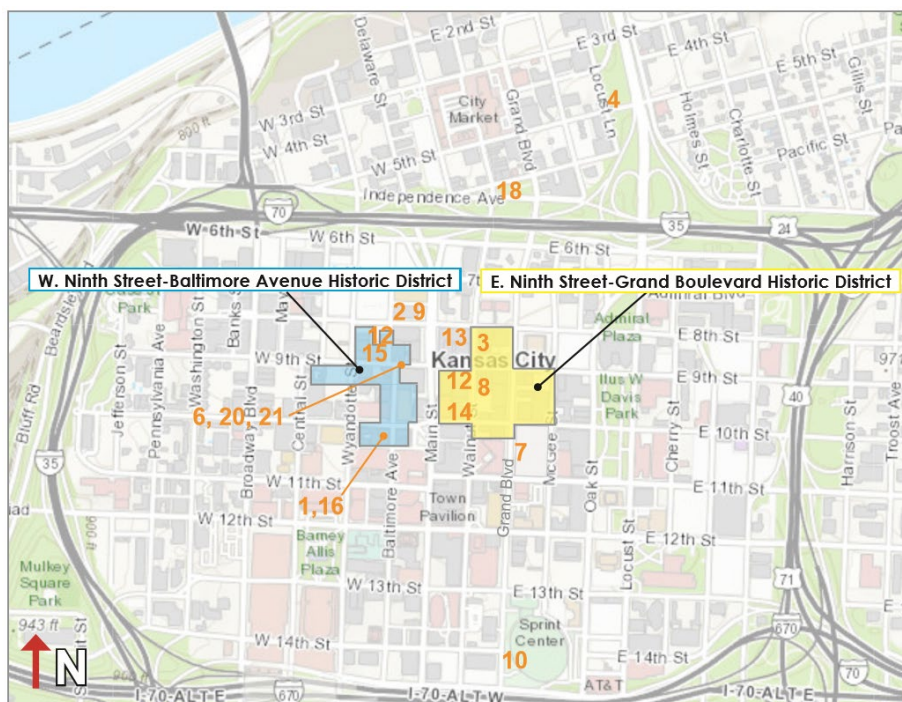 Delaware St
E 2nd St
E 3rd St
E 4th St
E 5th St
Gillis St
Locust Ln
4
City
Market
Grand Blvd
Holmes St
Charlotte St
Pacific St
W 3rd St
W 4th St
W 5th St
800 ft
18
Independence Ave
70
35
24
W 6th St
W 6th St
E 6th St
W. Ninth Street-Baltimore Avenue Historic District
E. Ninth Street-Grand Boulevard Historic District
Beardsley Rd
Park
2 9
12
13
3
Admiral
Plaza
E 8th St
15
Kansas City
W 9th St
12
8
E 9th St
Ilus W
Davis
Park
40
Bluff Rd
Jefferson St
Pennsylvania Ave
Washington St
Broadway Blvd
Central St
Wyandotte St
6, 20, 21
Main St
14
7
E 10th St
McGee St
Oak St
Cherry St
Harrison St
Troost Ave
35
W 11th St
E 11th St
1,16
Baltimore Ave
Town
Pavilion
Grand Blvd
W 12th St
E 12th St
900 ft
Barney
Allis
Plaza
Locust St
Mulkey
Square
Park
W 13th St
E 13th St
71
943 ft
N
W 14th St
Sprint
Center
10
E 14th St
670
70
908 ft
AT&T
I-70-ALT E
670
I-70-ALT W
I-70-ALT E